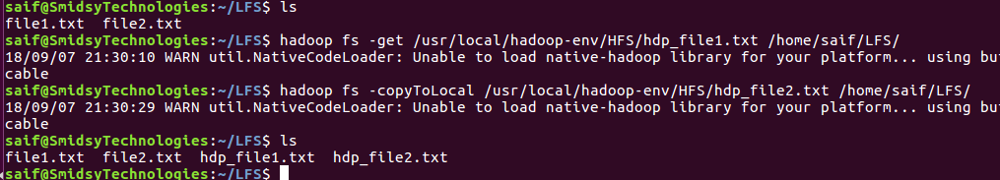 saif@SmidsyTechnologies:~/LFS$ ls
file1.txt  file2.txt
saif@SmidsyTechnologies:~/LFS$ hadoop fs -get /usr/local/hadoop-env/HFS/hdp_file1.txt /home/saif/LFS/
18/09/07 21:30:10 WARN util.NativeCodeLoader: Unable to load native-hadoop library for your platform... using bu
cable
saif@SmidsyTechnologies:~/LFS$ hadoop fs -copyToLocal /usr/local/hadoop-env/HFS/hdp_file2.txt /home/saif/LFS/
18/09/07 21:30:29 WARN util.NativeCodeLoader: Unable to load native-hadoop library for your platform... using bu
cable
saif@SmidsyTechnologies:~/LFS$ ls
file1.txt  file2.txt  hdp_file1.txt  hdp_file2.txt
saif@SmidsyTechnologies:~/LFS$